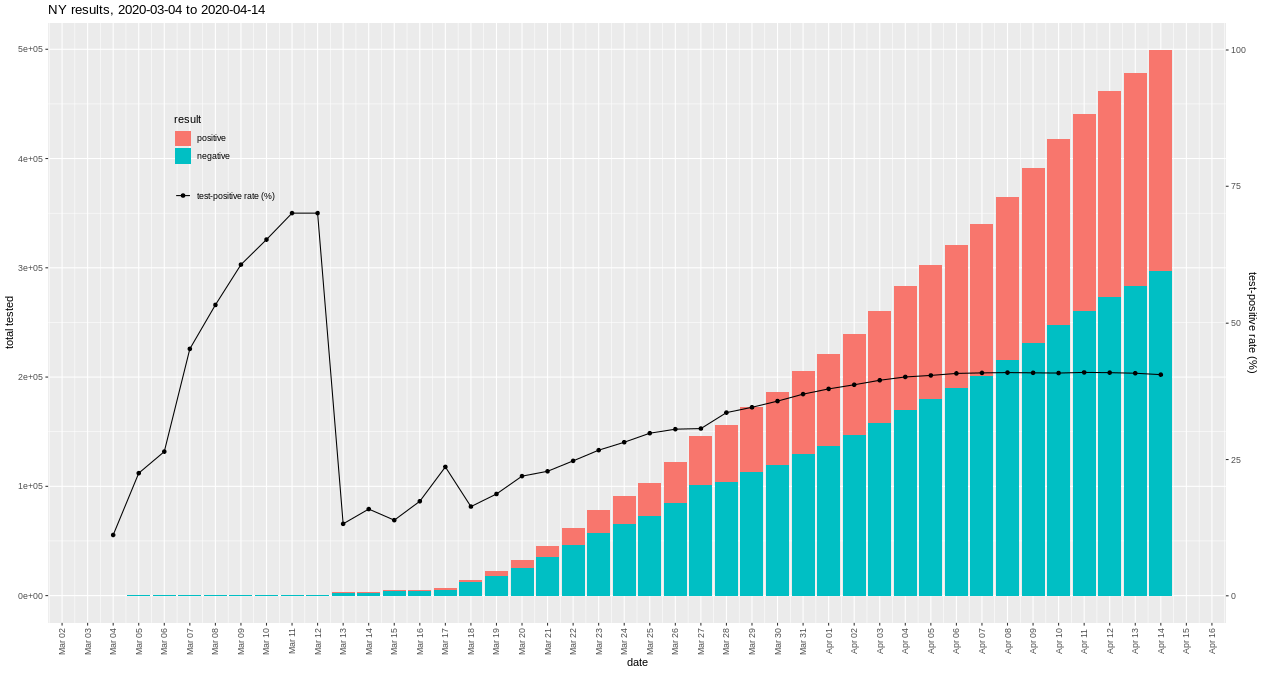 NY results, 2020-03-04 to 2020-04-14
5e+05
4e+05
3e+05
2e+05
1e+05
0e+00
total tested
result
positive
negative
test-positive rate (%)
100
75
50
25
0
test-positive rate (%)
Mar 02
Mar 03
Mar 04
Mar 05
Mar 06
Mar 07
Mar 08
Mar 09
Mar 10
Mar 11
Mar 12
Mar 13
Mar 14
Mar 15
Mar 16
Mar 17
Mar 18
Mar 19
Mar 20
Mar 21
Mar 22
Mar 23
Mar 24
Mar 25
Mar 26
Mar 27
Mar 28
Mar 29
Mar 30
Mar 31
Apr 01
Apr 02
Apr 03
Apr 04
Apr 05
Apr 06
Apr 07
Apr 08
Apr 09
Apr 10
Apr 11
Apr 12
Apr 13
Apr 14
Apr 15
Apr 16
date